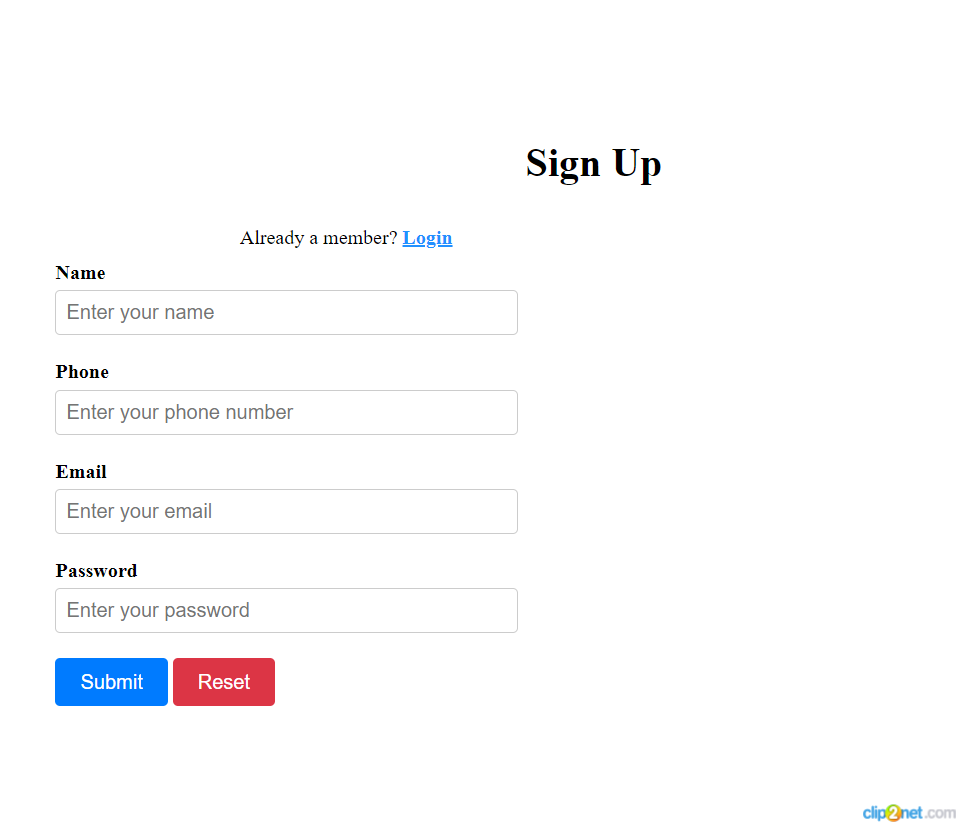 Sign Up
Already a member? Login
Name
Enter your name
Phone
Enter your phone number
Email
Enter your email
Password
Enter your password
Submit Reset
clip2net.com